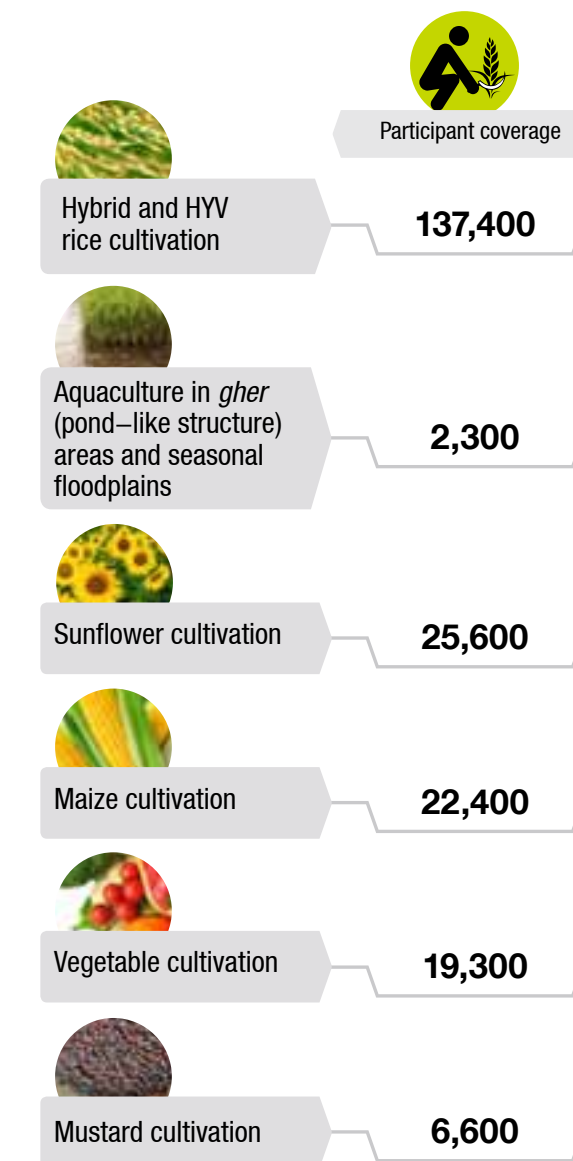 Participant coverage
Hybrid and HYV
rice cultivation
137,400
Aquaculture in gher
(pond–like structure)
areas and seasonal
floodplains
2,300
Sunflower cultivation
25,600
Maize cultivation
22,400
Vegetable cultivation
19,300
Mustard cultivation
6,600